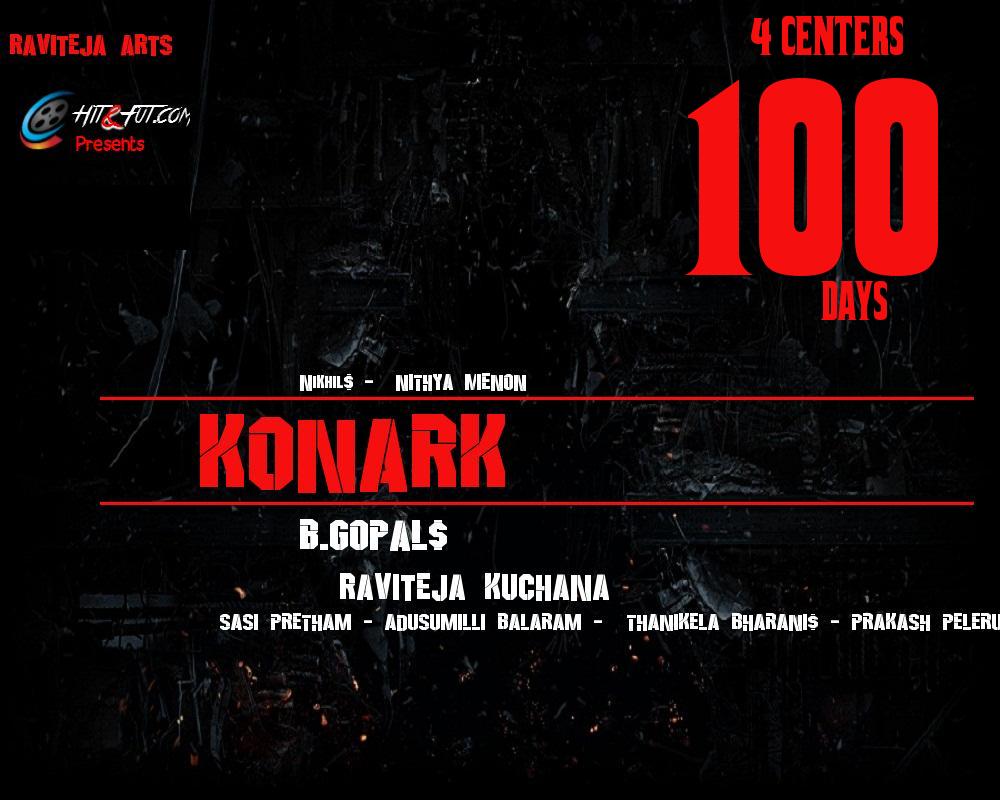 RAVITEJA ARTS
HIT&FUT.COM
Presents
4 CENTERS
100
DAYS
NIKHIL$ - NITHYA MENON
KONARK
B.GOPAL$
RAVITEJA KUCHANA
SASI PRETHAM - ADUSUMILLI BALARAM - THANIKELA BHARANI$ - PRAKASH PELERU